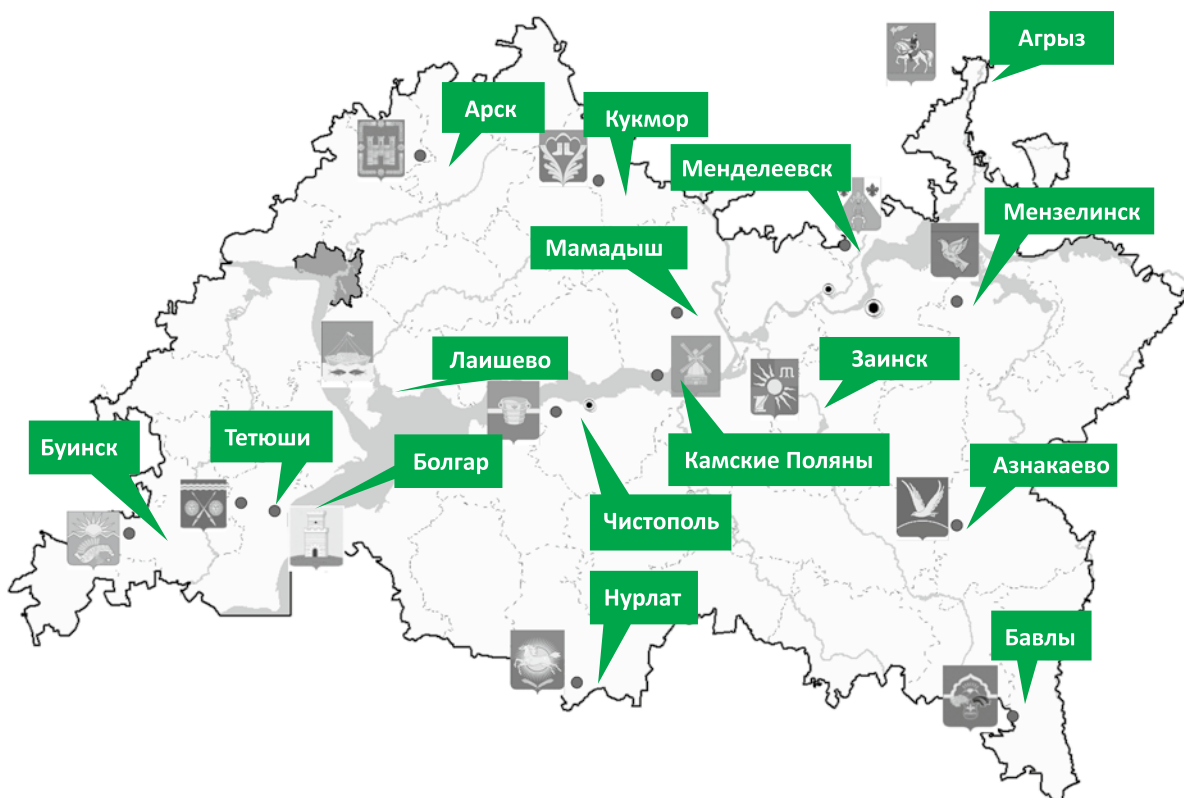 Агрыз
Арск
Кукмор
Менделеевск
Мензелинск
Мамадыш
Лаишево
Заинск
Буинск
Тетюши
Болгар
Камские Поляны
Азнакаево
Чистополь
Нурлат
Бавлы